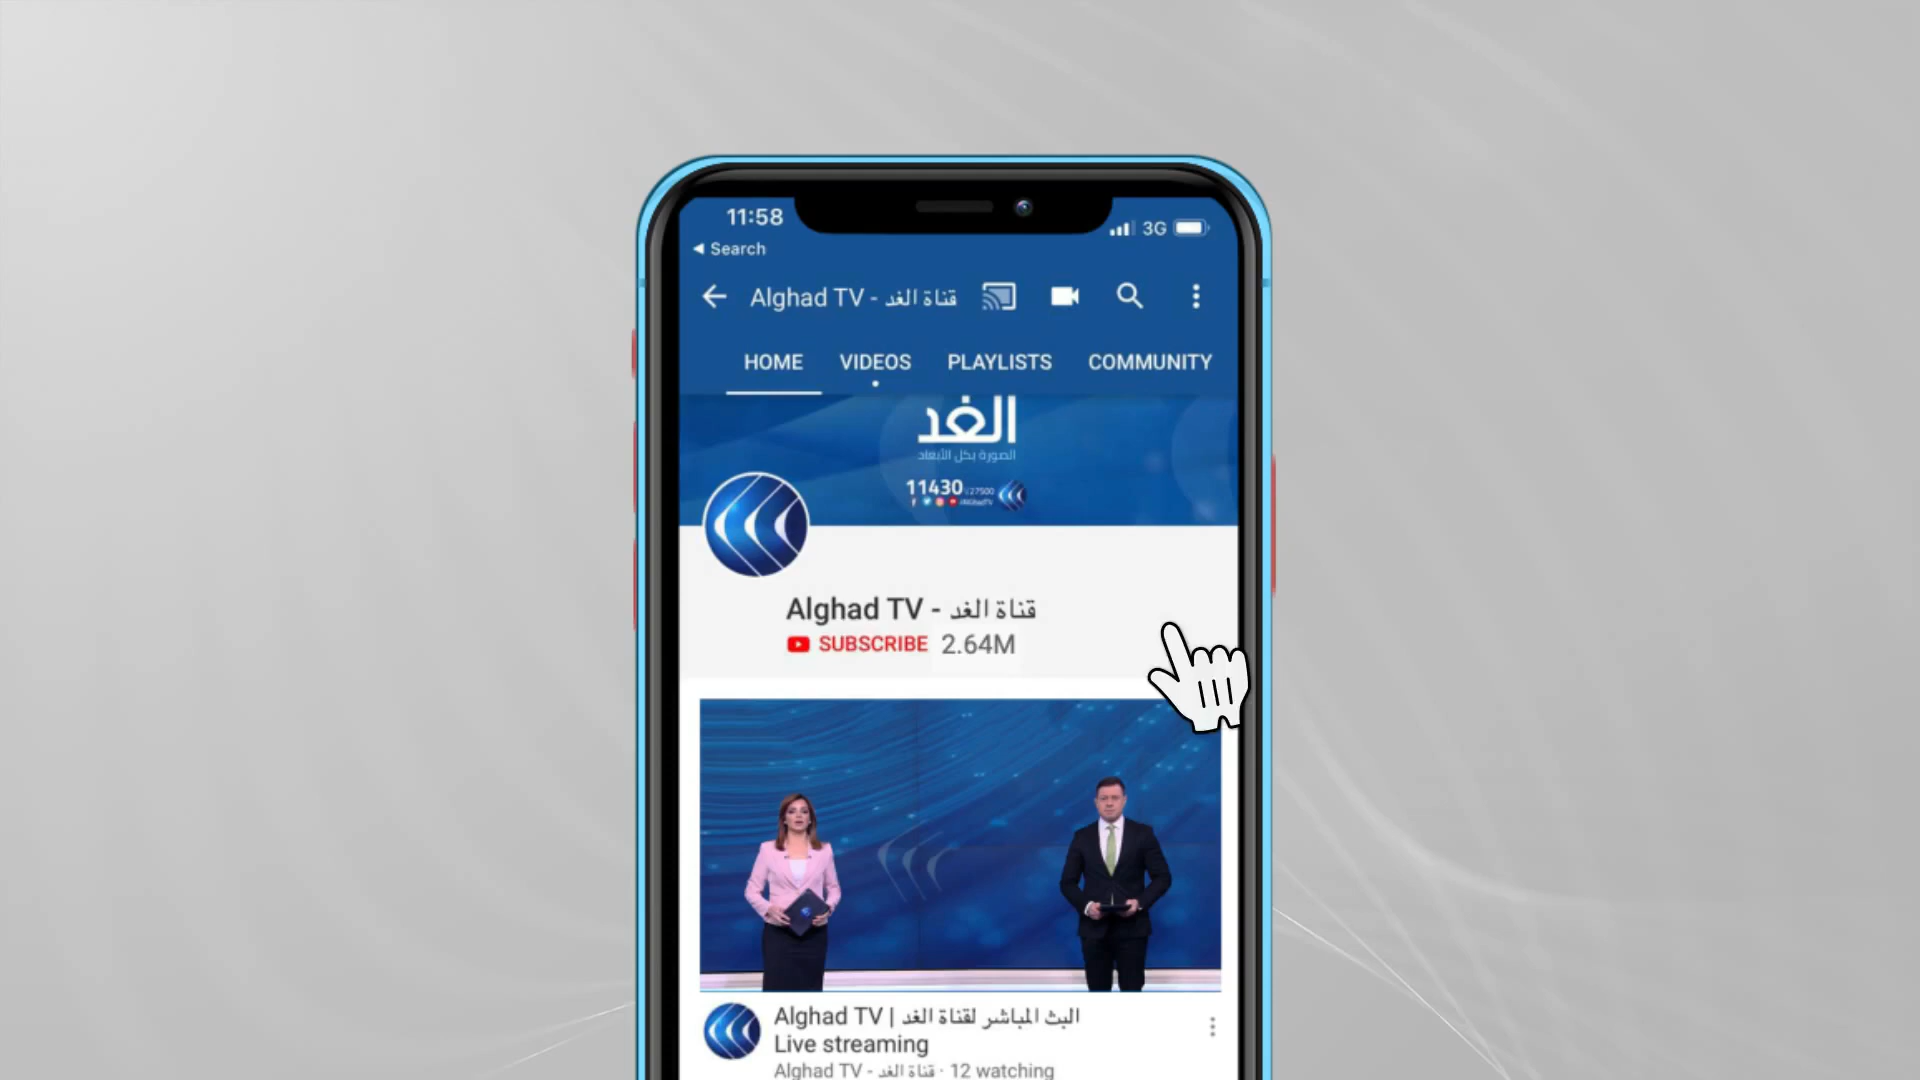 11:58
3G
Search
Alghad TV - قناة الغد
HOME VIDEOS PLAYLISTS COMMUNITY
الغد
الصورة بكل الأبعاد
11430 27500
Alghad TV - قناة الغد
SUBSCRIBE 2.64M
Alghad TV | البث المباشر لقناة الغد
Live streaming
Alghad TV - قناة الغد · 12 watching